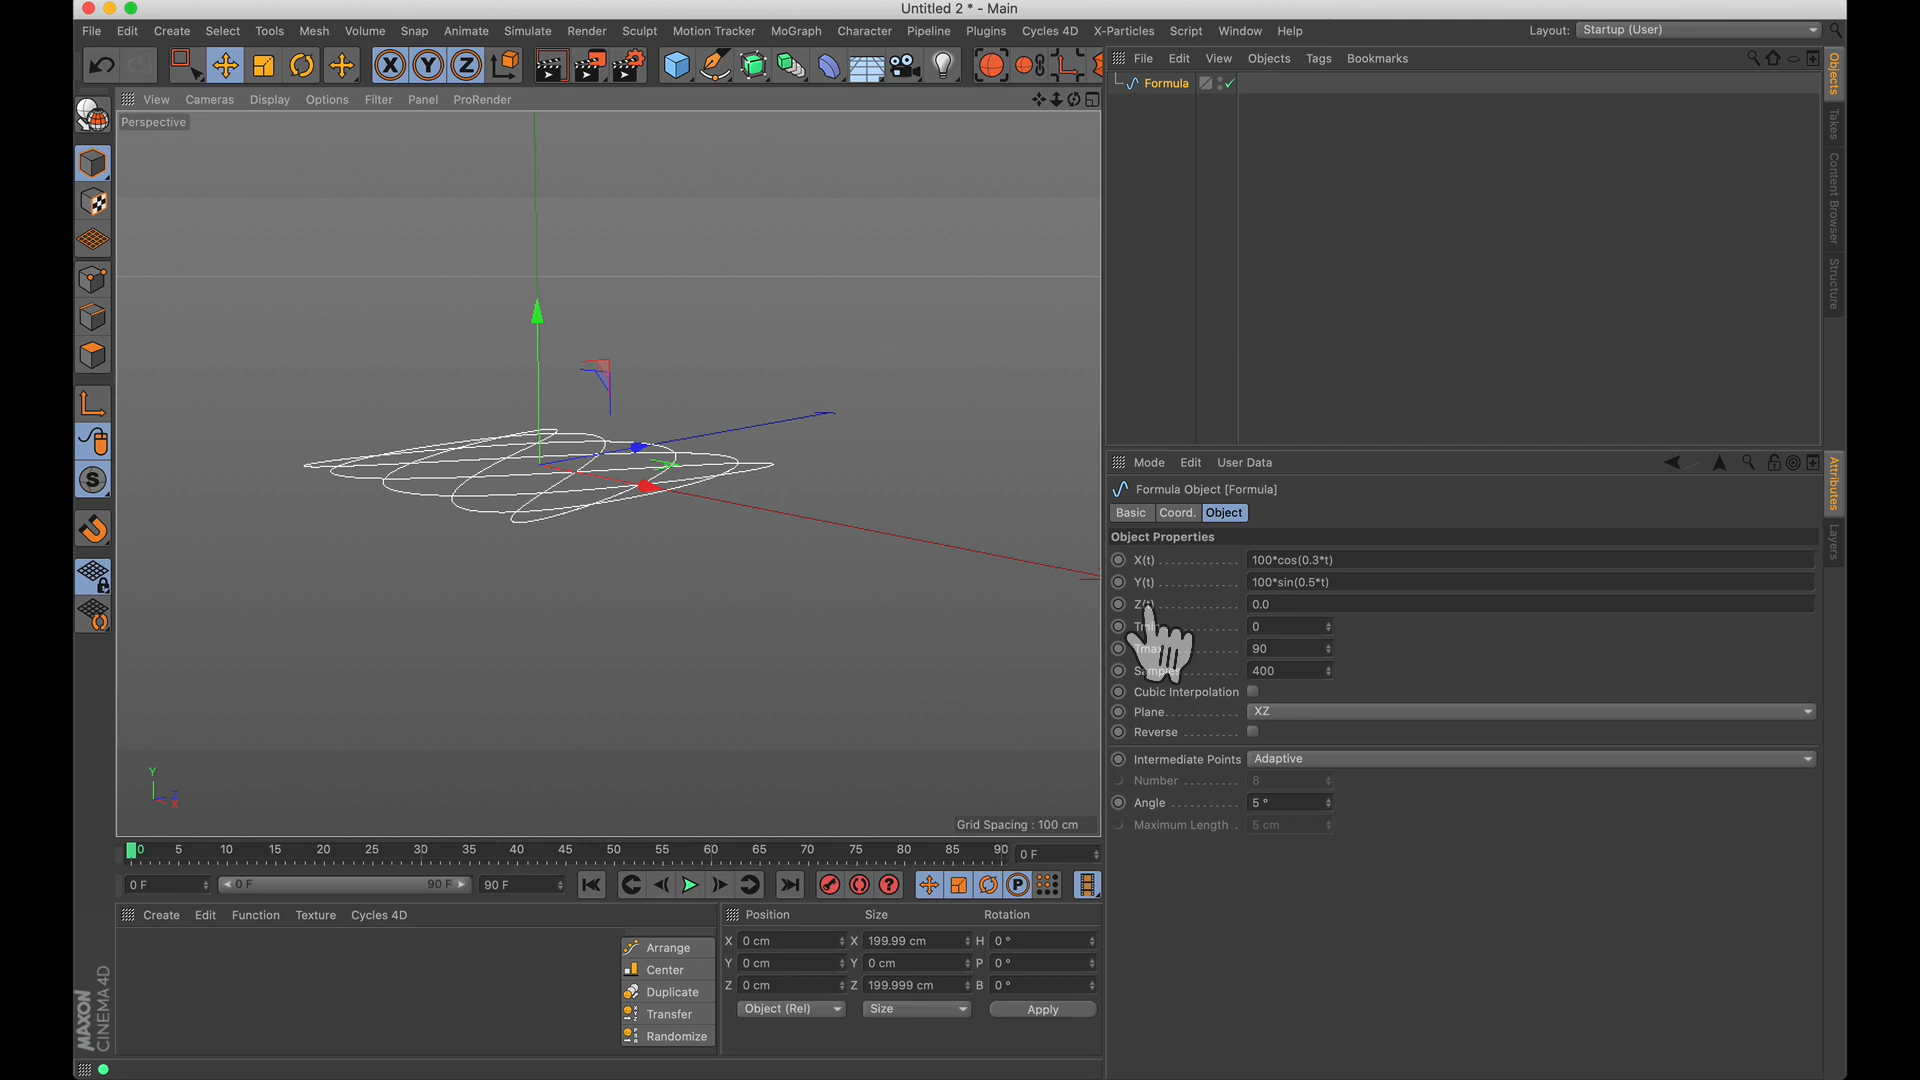 Untitled 2 * - Main
File Edit Create Select Tools Mesh Volume Snap Animate Simulate Render Sculpt Motion Tracker MoGraph Character Pipeline Plugins Cycles 4D X-Particles Script Window Help Layout: Startup (User)
X Y Z
File Edit View Objects Tags Bookmarks
Formula
View Cameras Display Options Filter Panel ProRender
Perspective
Objects
Takes
Content Browser
Structure
Mode Edit User Data
Formula Object [Formula]
Basic Coord. Object
Object Properties
X(t) 100*cos(0.3*t)
Y(t) 100*sin(0.5*t)
Z(t) 0.0
Tmin 0
Tmax 90
Samples 400
Cubic Interpolation
Plane XZ
Reverse
Intermediate Points Adaptive
Number 8
Angle 5 °
Maximum Length 5 cm
Attributes
Layers
S
Y
Z
X
Grid Spacing : 100 cm
0 5 10 15 20 25 30 35 40 45 50 55 60 65 70 75 80 85 90 0 F
0 F 0 F 90 F 90 F
? P
Create Edit Function Texture Cycles 4D
Arrange
Center
Duplicate
Transfer
Randomize
Position Size Rotation
X 0 cm X 199.99 cm H 0 °
Y 0 cm Y 0 cm P 0 °
Z 0 cm Z 199.999 cm B 0 °
Object (Rel) Size Apply
MAXON
CINEMA 4D